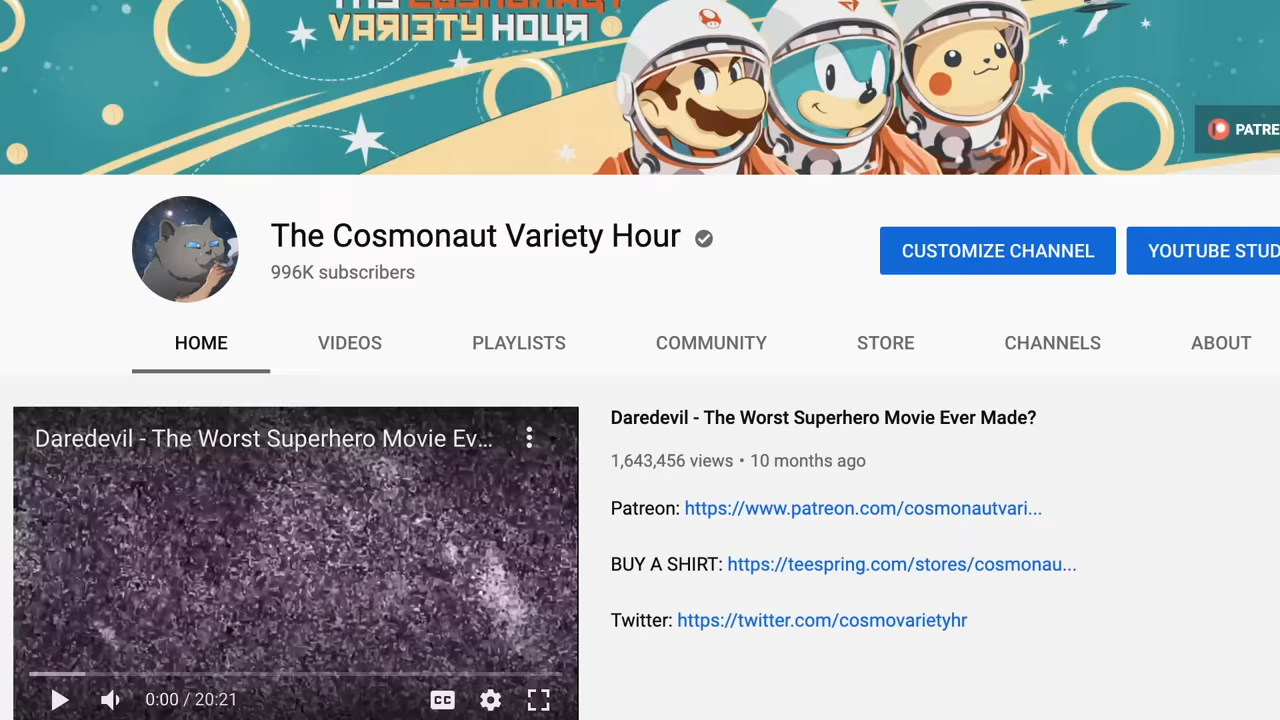 THE COSMONAUT
VARIETY HOUR
PATRE
The Cosmonaut Variety Hour
996K subscribers
CUSTOMIZE CHANNEL
YOUTUBE STUD
HOME
VIDEOS
PLAYLISTS
COMMUNITY
STORE
CHANNELS
ABOUT
Daredevil - The Worst Superhero Movie Ev...
Daredevil - The Worst Superhero Movie Ever Made?
1,643,456 views • 10 months ago
Patreon: https://www.patreon.com/cosmonautvari...
BUY A SHIRT: https://teespring.com/stores/cosmonau...
Twitter: https://twitter.com/cosmovarietyhr
0:00 / 20:21
CC